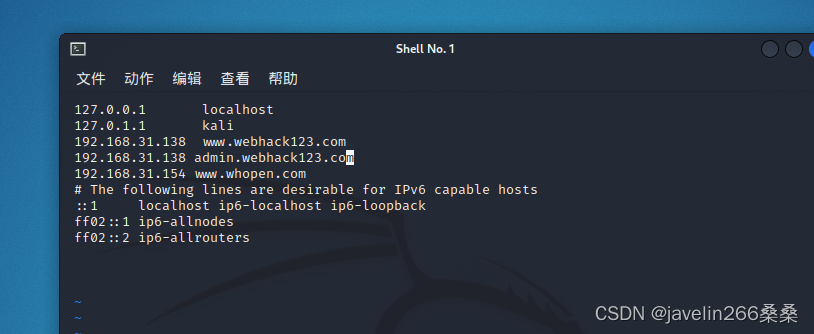 Shell No. 1
文件 动作 编辑 查看 帮助
127.0.0.1 localhost
127.0.1.1 kali
192.168.31.138 www.webhack123.com
192.168.31.138 admin.webhack123.com
192.168.31.154 www.whopen.com
# The following lines are desirable for IPv6 capable hosts
::1 localhost ip6-localhost ip6-loopback
ff02::1 ip6-allnodes
ff02::2 ip6-allrouters
~
~
CSDN @javelin266桑桑